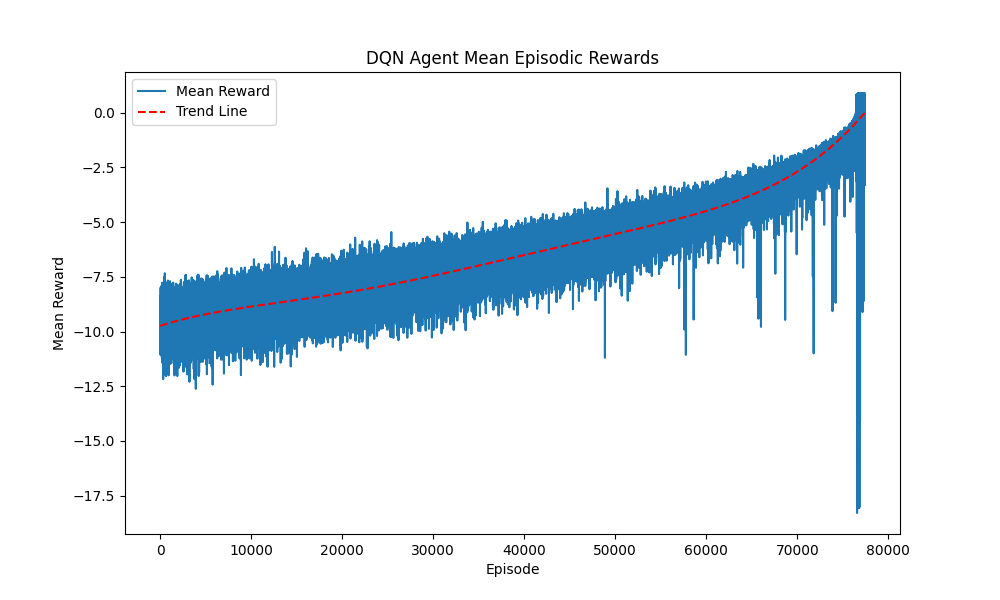 DQN Agent Mean Episodic Rewards
Mean Reward
Trend Line
0.0
−2.5
−5.0
−7.5
−10.0
−12.5
−15.0
−17.5
Mean Reward
0 10000 20000 30000 40000 50000 60000 70000 80000
Episode